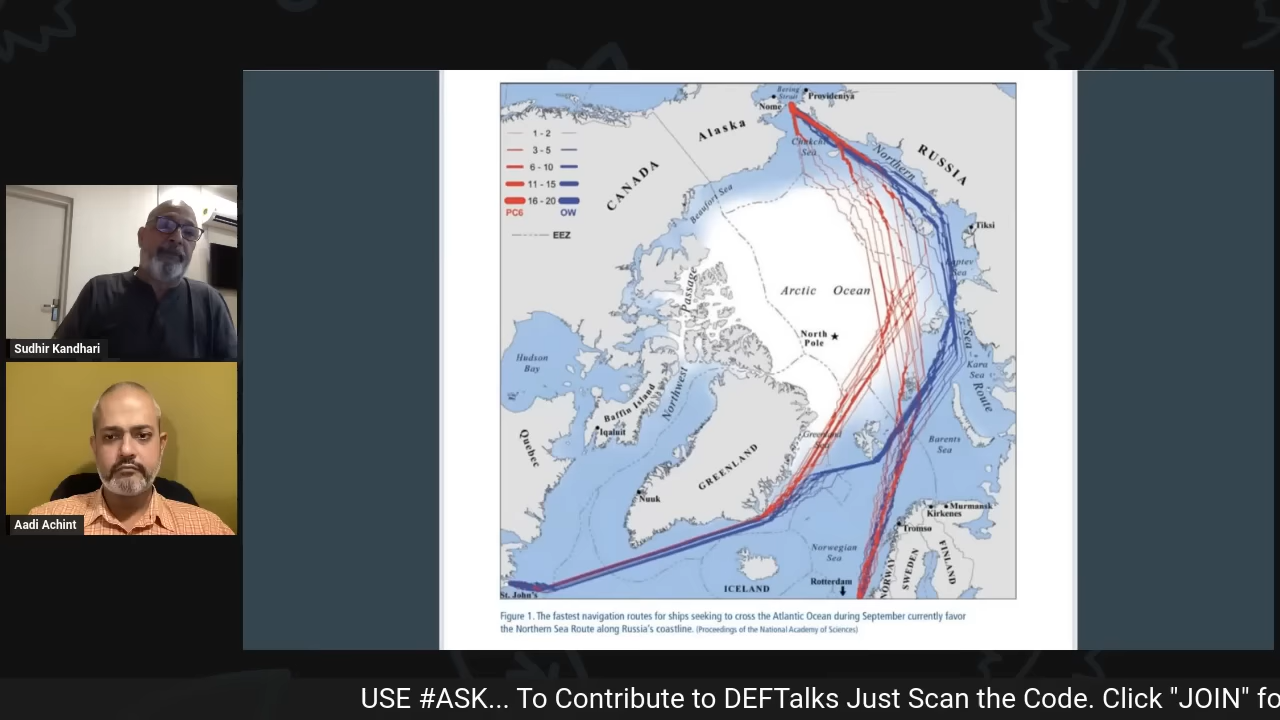 Sudhir Kandhari
Aadi Achint
Bering
Strait
Provideniya
Nome
Alaska
Chukchi
Sea
Northern
RUSSIA
CANADA
1 - 2
3 - 5
6 - 10
11 - 15
16 - 20
PC6
OW
EEZ
Beaufort Sea
Tiksi
Laptev
Sea
Passage
Arctic Ocean
North
Pole
Sea
Kara
Sea
Route
Hudson
Bay
Northwest
Baffin Island
Iqaluit
Quebec
Greenland
Sea
Barents
Sea
GREENLAND
Nuuk
Murmansk
Kirkenes
Tromsø
Norwegian
Sea
NORWAY
SWEDEN
FINLAND
Rotterdam
ICELAND
St. John's
Figure 1. The fastest navigation routes for ships seeking to cross the Atlantic Ocean during September currently favor
the Northern Sea Route along Russia's coastline. (Proceedings of the National Academy of Sciences)
USE #ASK... To Contribute to DEFTalks Just Scan the Code. Click "JOIN" fo